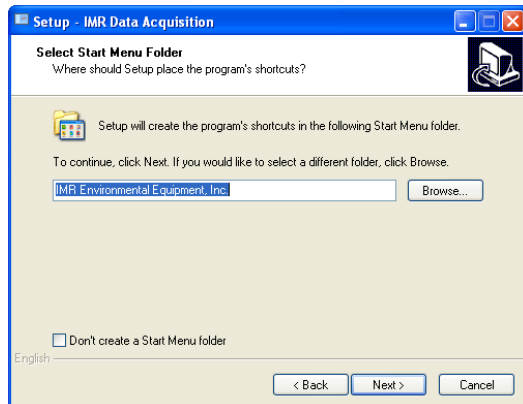 Setup - IMR Data Acquisition
Select Start Menu Folder
Where should Setup place the program's shortcuts?
Setup will create the program's shortcuts in the following Start Menu folder.
To continue, click Next. If you would like to select a different folder, click Browse.
IMR Environmental Equipment, Inc.
Browse...
Don't create a Start Menu folder
English
< Back
Next >
Cancel